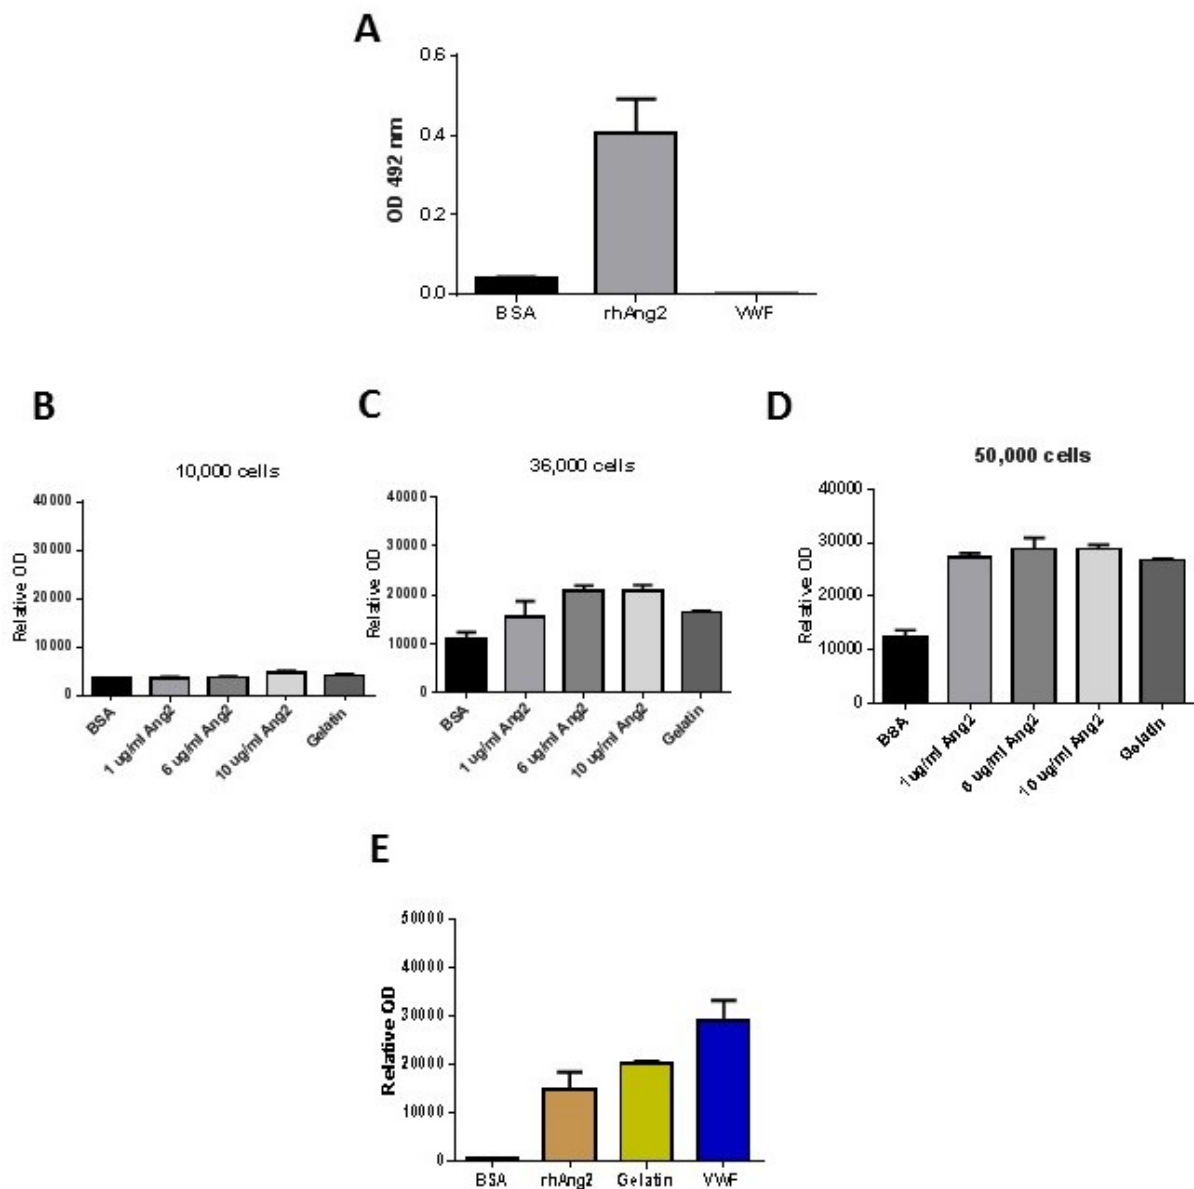 A
0.6
0.4
0.2
0.0
OD 492 nm
BSA rhAng2 VWF
B
10,000 cells
40000
30000
20000
10000
0
Relative OD
BSA
1 ug/ml Ang2
6 ug/ml Ang2
10 ug/ml Ang2
Gelatin
C
36,000 cells
40000
30000
20000
10000
0
Relative OD
BSA
1 ug/ml Ang2
6 ug/ml Ang2
10 ug/ml Ang2
Gelatin
D
50,000 cells
40000
30000
20000
10000
0
Relative OD
BSA
1 ug/ml Ang2
6 ug/ml Ang2
10 ug/ml Ang2
Gelatin
E
50000
40000
30000
20000
10000
0
Relative OD
BSA rhAng2 Gelatin VWF